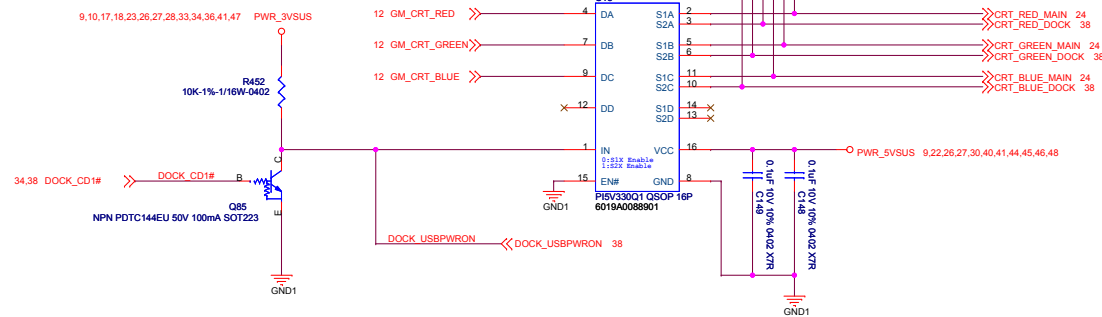 9,10,17,18,23,26,27,28,33,34,36,41,47 PWR_3VSUS
R452
10K-1%-1/16W-0402
34,38 DOCK_CD1#
DOCK_CD1#
B
C
E
Q85
NPN PDTC144EU 50V 100mA SOT223
GND1
12 GM_CRT_RED
12 GM_CRT_GREEN
12 GM_CRT_BLUE
4 DA
7 DB
9 DC
12 DD
1 IN
0:S1X Enable
1:S2X Enable
15 EN#
S1A 2
S2A 3
S1B 5
S2B 6
S1C 11
S2C 10
S1D 14
S2D 13
VCC 16
GND 8
PI5V330Q1 QSOP 16P
6019A0088901
GND1
DOCK_USBPWRON
DOCK_USBPWRON 38
CRT_RED_MAIN 24
CRT_RED_DOCK 38
CRT_GREEN_MAIN 24
CRT_GREEN_DOCK 38
CRT_BLUE_MAIN 24
CRT_BLUE_DOCK 38
PWR_5VSUS 9,22,26,27,30,40,41,44,45,46,48
0.1uF 10V 10% 0402 X7R
C149
0.1uF 10V 10% 0402 X7R
C148
GND1